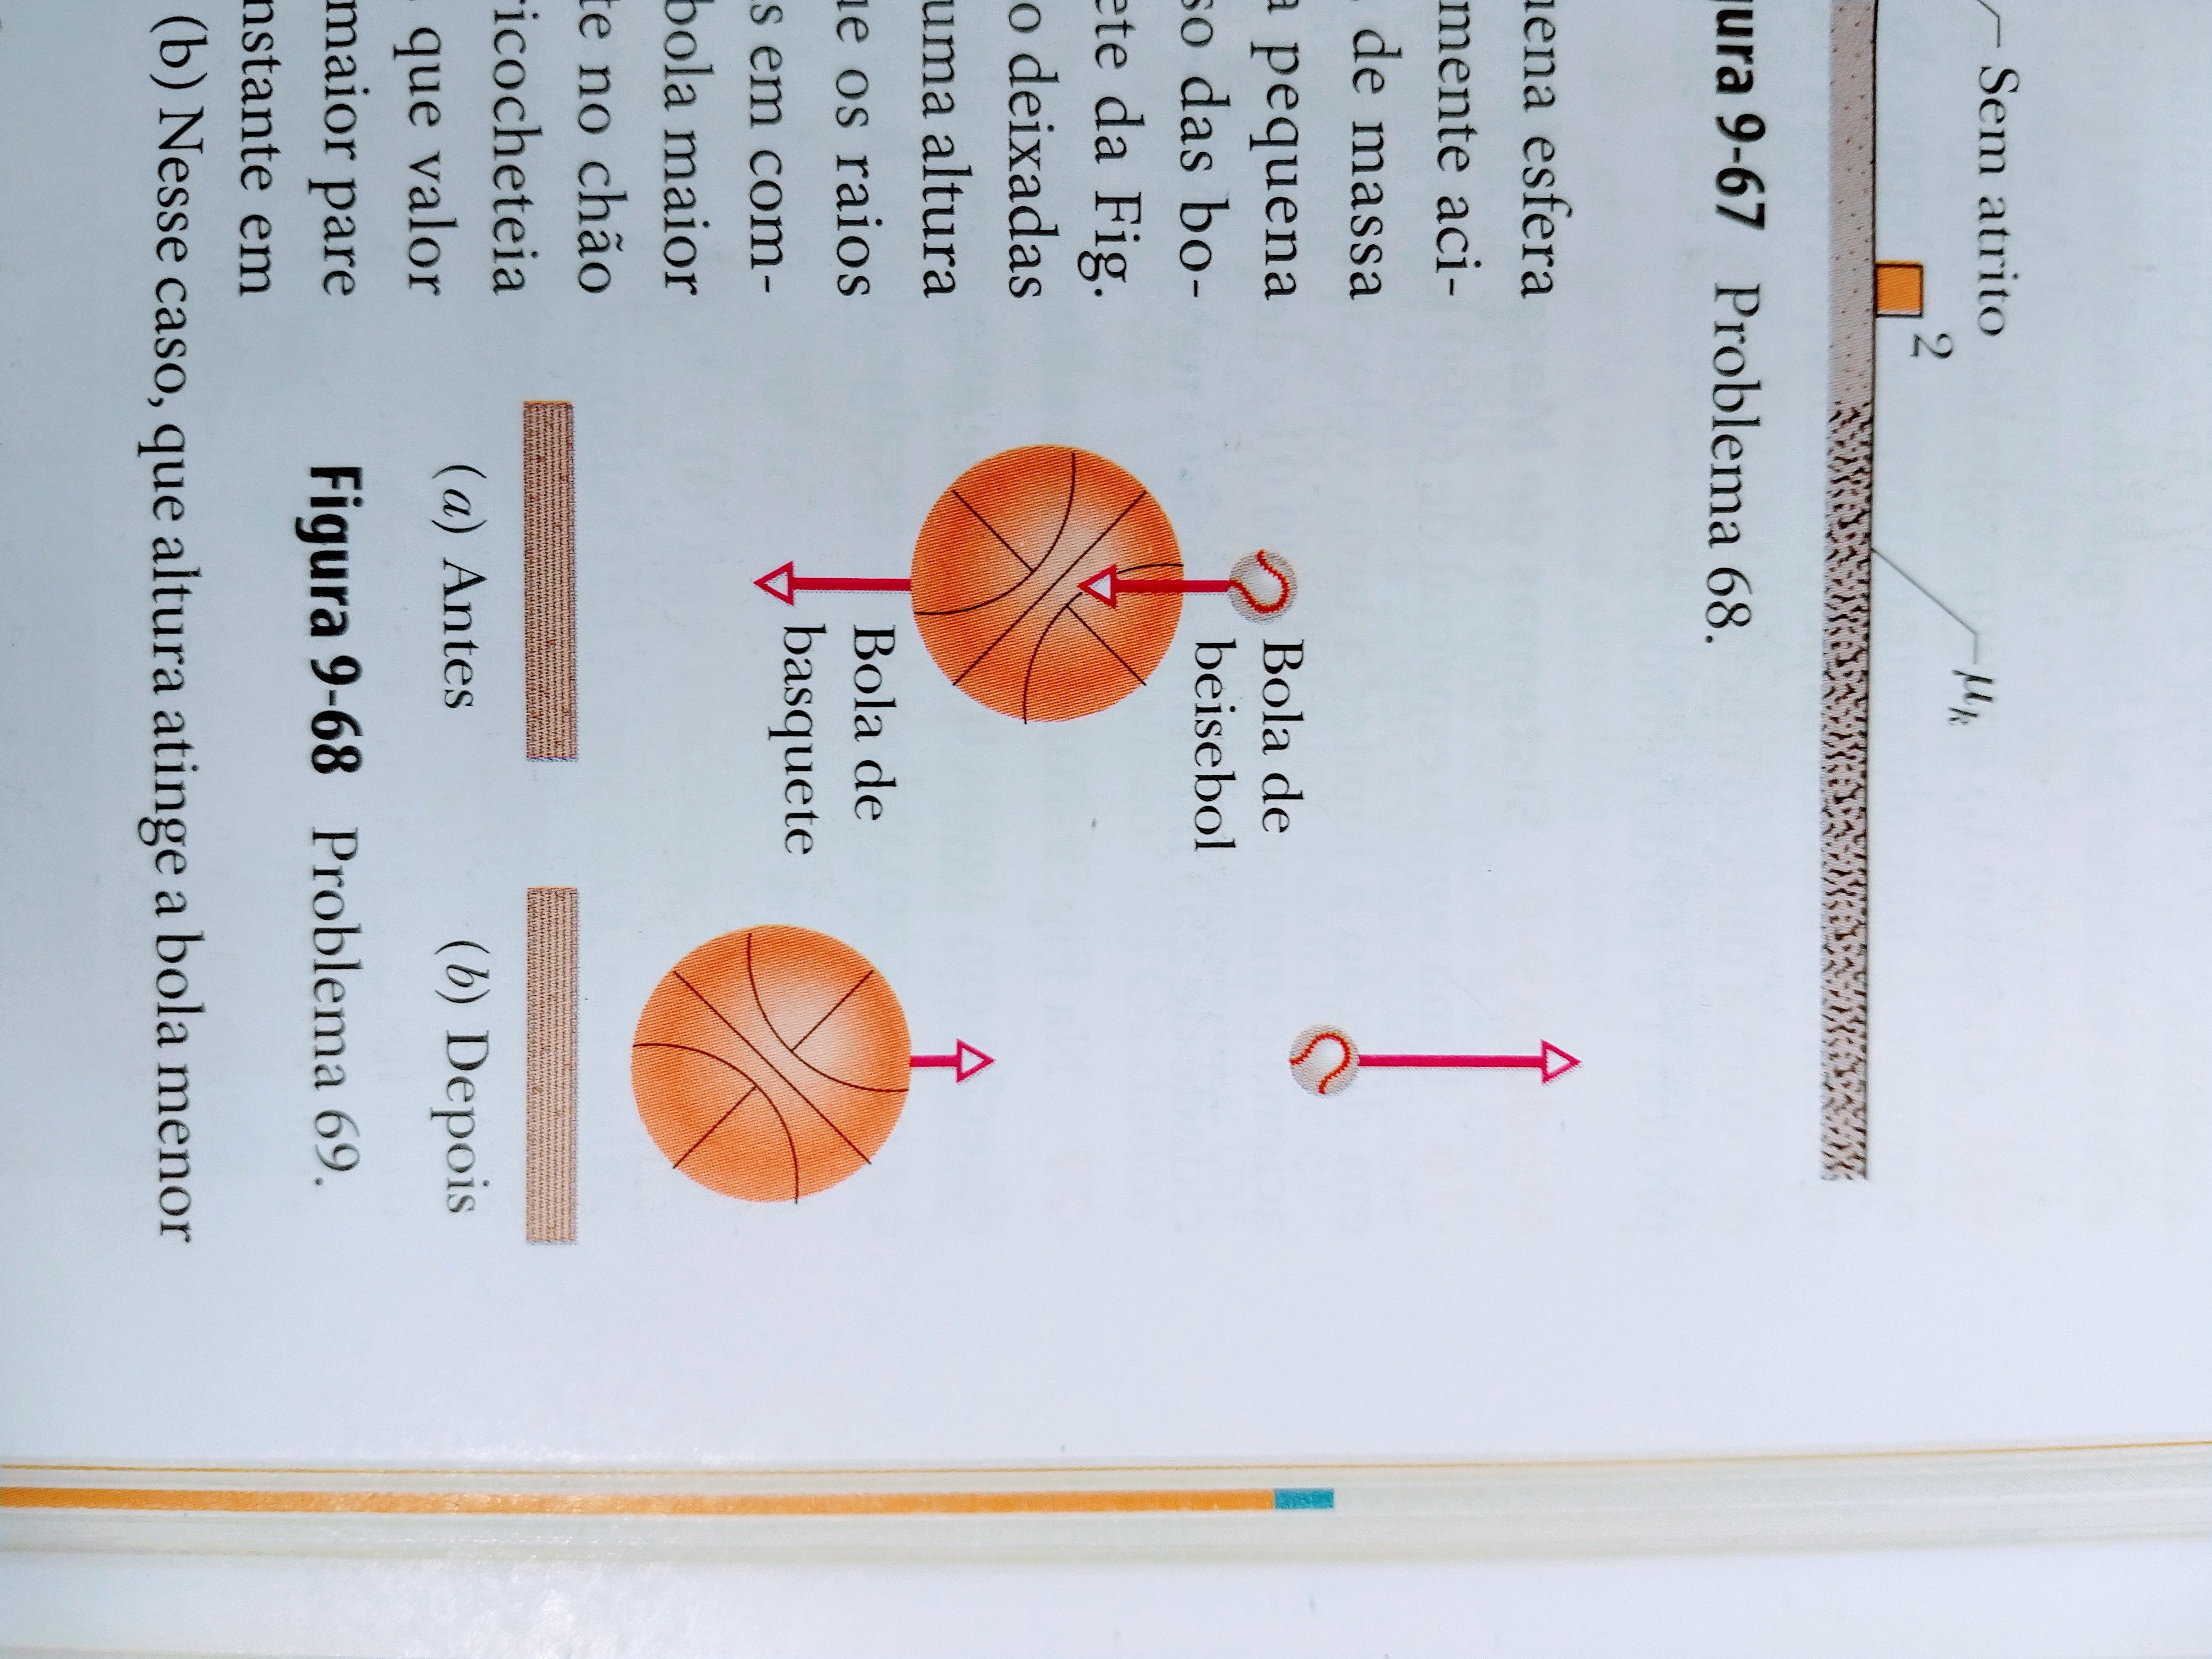 Sem atrito
2
μk
gura 9-67 Problema 68.
uena esfera
mente aci-
de massa
a pequena
so das bo-
ete da Fig.
o deixadas
uma altura
ue os raios
s em com-
bola maior
te no chão
ricocheteia
que valor
maior pare
nstante em
Bola de
beisebol
Bola de
basquete
(a) Antes
(b) Depois
Figura 9-68 Problema 69.
(b) Nesse caso, que altura atinge a bola menor